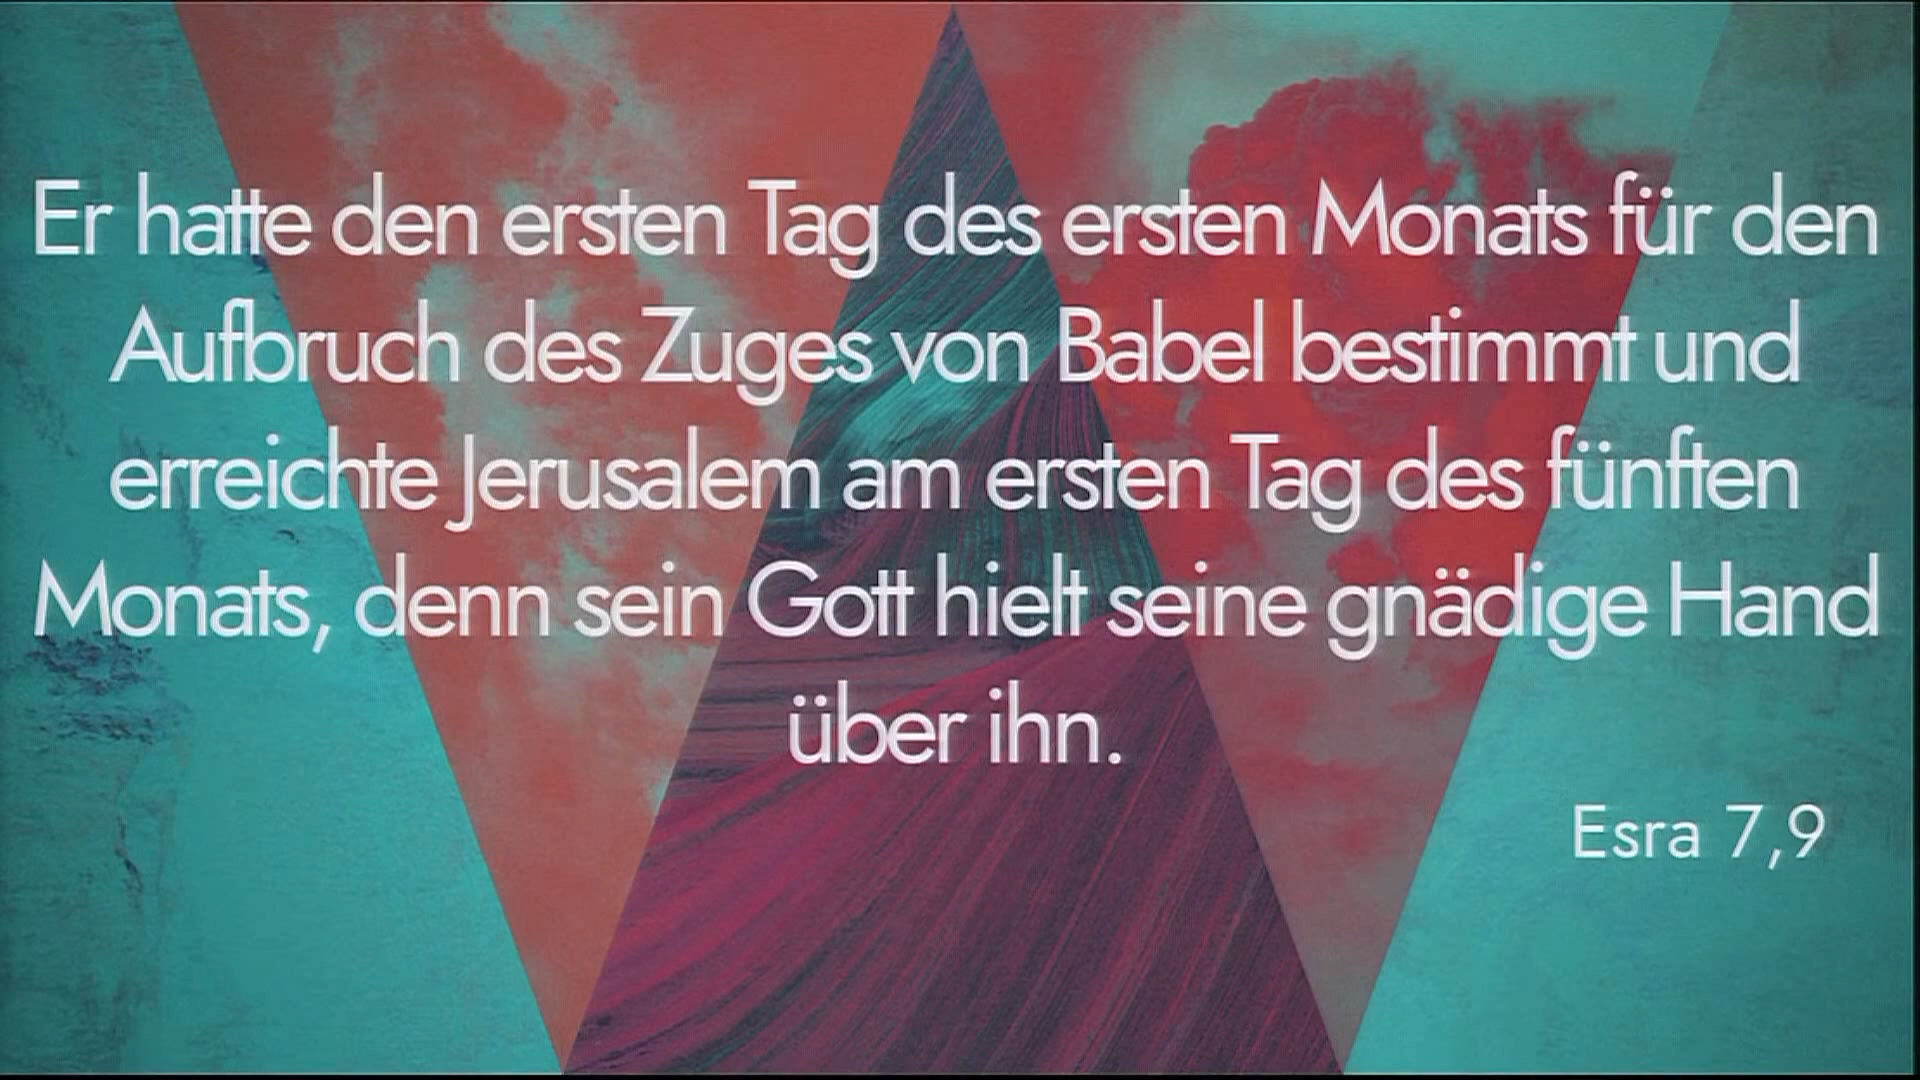 Er hatte den ersten Tag des ersten Monats für den
Aufbruch des Zuges von Babel bestimmt und
erreichte Jerusalem am ersten Tag des fünften
Monats, denn sein Gott hielt seine gnädige Hand
über ihn.
Esra 7,9